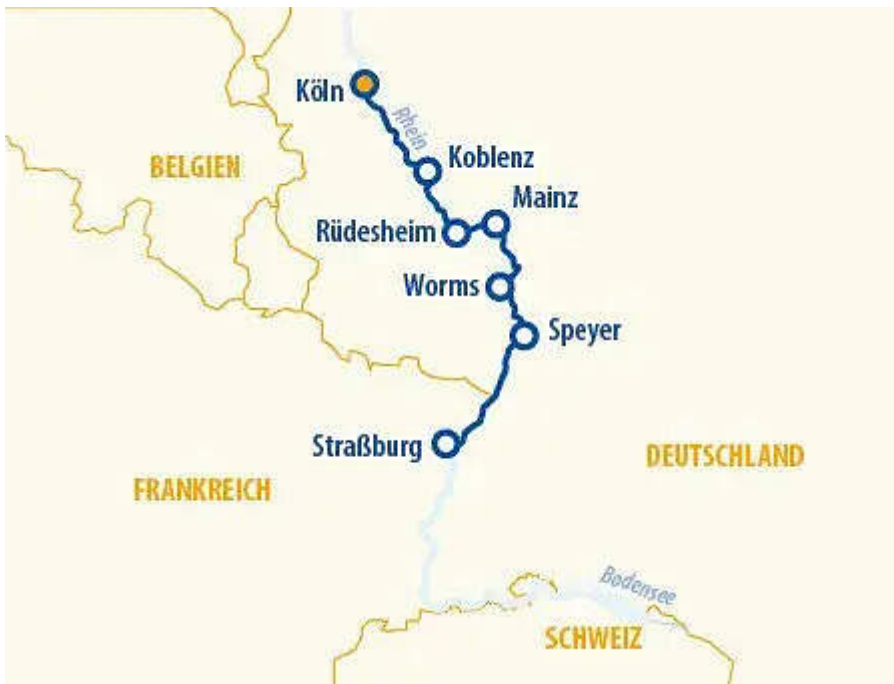 Köln
Rhein
Koblenz
BELGIEN
Mainz
Rüdesheim
Worms
Speyer
Straßburg
DEUTSCHLAND
FRANKREICH
Bodensee
SCHWEIZ